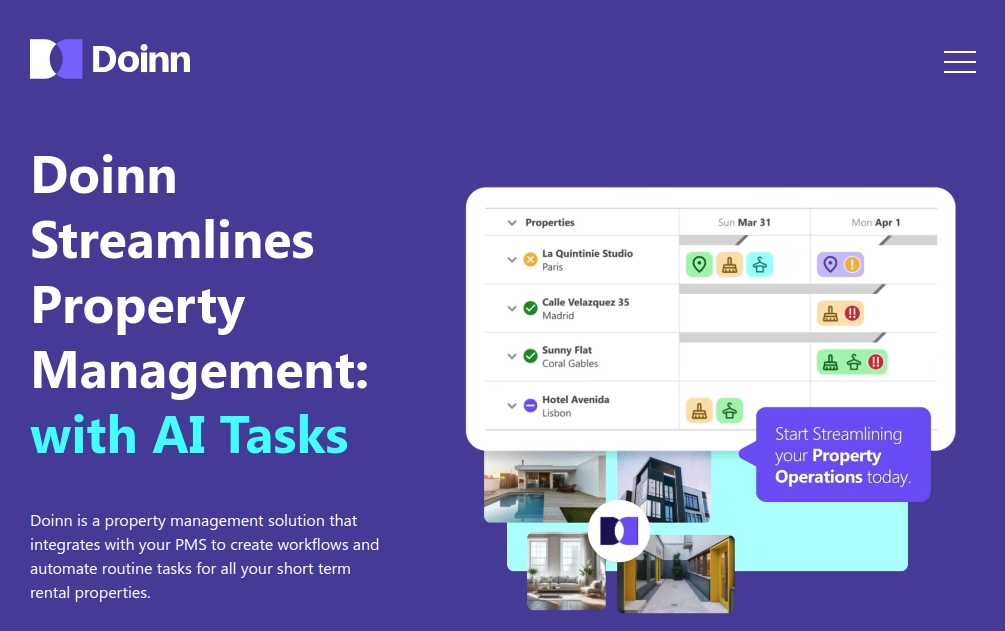 Doinn
Doinn
Streamlines
Property
Management:
with AI Tasks
Doinn is a property management solution that
integrates with your PMS to create workflows and
automate routine tasks for all your short term
rental properties.
Properties
Sun Mar 31
Mon Apr 1
La Quintinie Studio
Paris
Calle Velazquez 35
Madrid
Sunny Flat
Coral Gables
Hotel Avenida
Lisbon
Start Streamlining
your Property
Operations today.